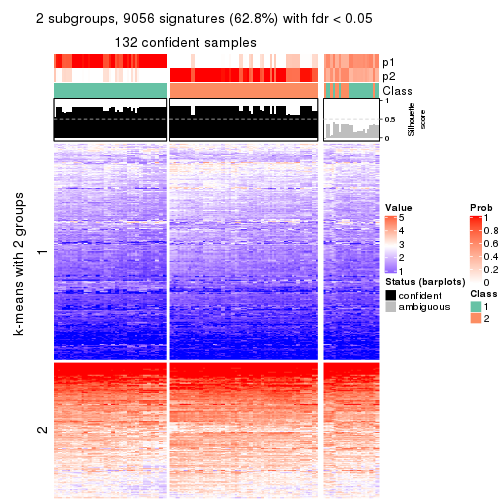 2 subgroups, 9056 signatures (62.8%) with fdr < 0.05
132 confident samples
p1
p2
Class
1
0.5
0
Silhouette
score
k-means with 2 groups
1
2
Value
5
4
3
2
1
Prob
1
0.8
0.6
0.4
0.2
0
Status (barplots)
confident
ambiguous
Class
1
2